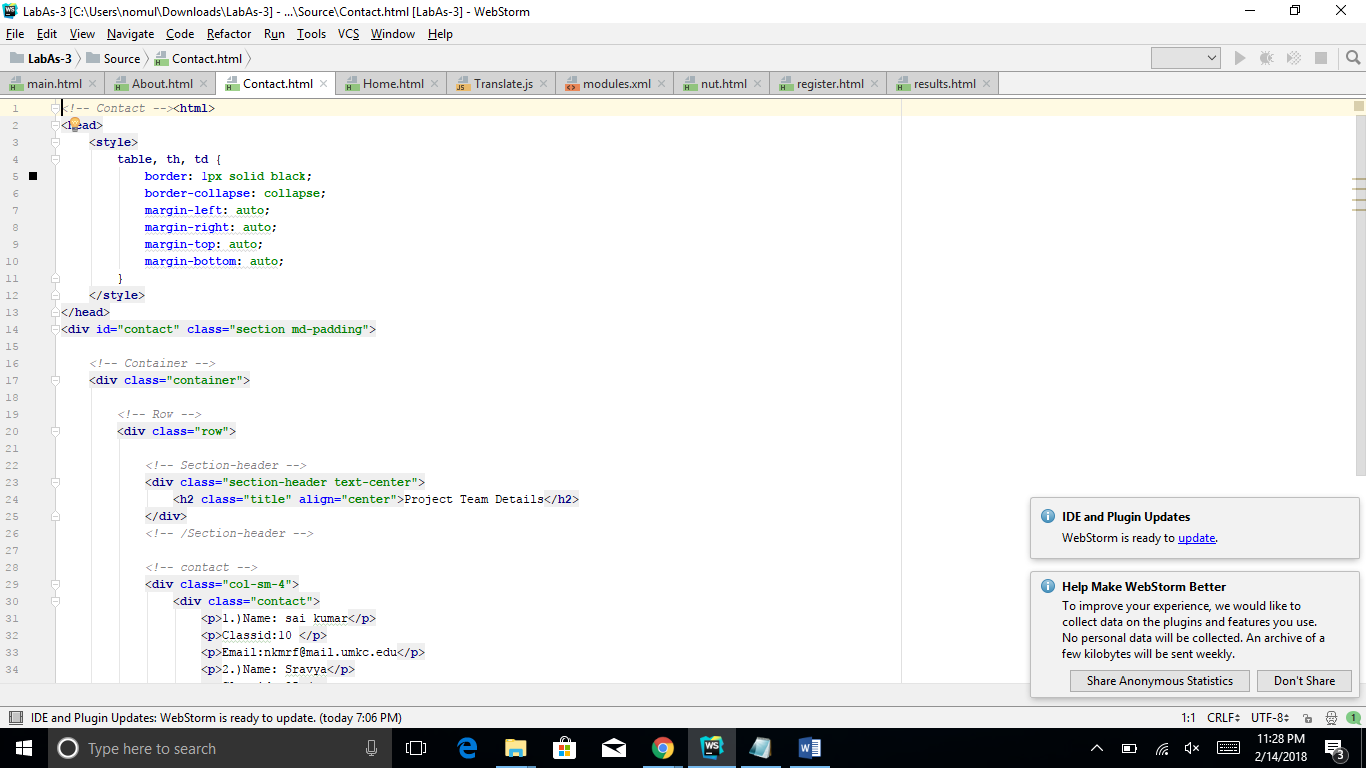 LabAs-3 [C:\Users\nomul\Downloads\LabAs-3] - ...\Source\Contact.html [LabAs-3] - WebStorm
File Edit View Navigate Code Refactor Run Tools VCS Window Help
LabAs-3 Source Contact.html
main.html About.html Contact.html Home.html Translate.js modules.xml nut.html register.html results.html
1 <!-- Contact --><html>
2 <head>
3 <style>
4 table, th, td {
5 border: 1px solid black;
6 border-collapse: collapse;
7 margin-left: auto;
8 margin-right: auto;
9 margin-top: auto;
10 margin-bottom: auto;
11 }
12 </style>
13 </head>
14 <div id="contact" class="section md-padding">
15
16 <!-- Container -->
17 <div class="container">
18
19 <!-- Row -->
20 <div class="row">
21
22 <!-- Section-header -->
23 <div class="section-header text-center">
24 <h2 class="title" align="center">Project Team Details</h2>
25 </div>
26 <!-- /Section-header -->
27
28 <!-- contact -->
29 <div class="col-sm-4">
30 <div class="contact">
31 <p>1.)Name: sai kumar</p>
32 <p>Classid:10 </p>
33 <p>Email:nkmrf@mail.umkc.edu</p>
34 <p>2.)Name: Sravya</p>
IDE and Plugin Updates
WebStorm is ready to update.
Help Make WebStorm Better
To improve your experience, we would like to
collect data on the plugins and features you use.
No personal data will be collected. An archive of a
few kilobytes will be sent weekly.
Share Anonymous Statistics Don't Share
IDE and Plugin Updates: WebStorm is ready to update. (today 7:06 PM) 1:1 CRLF UTF-8 1
Type here to search
11:28 PM
2/14/2018
3